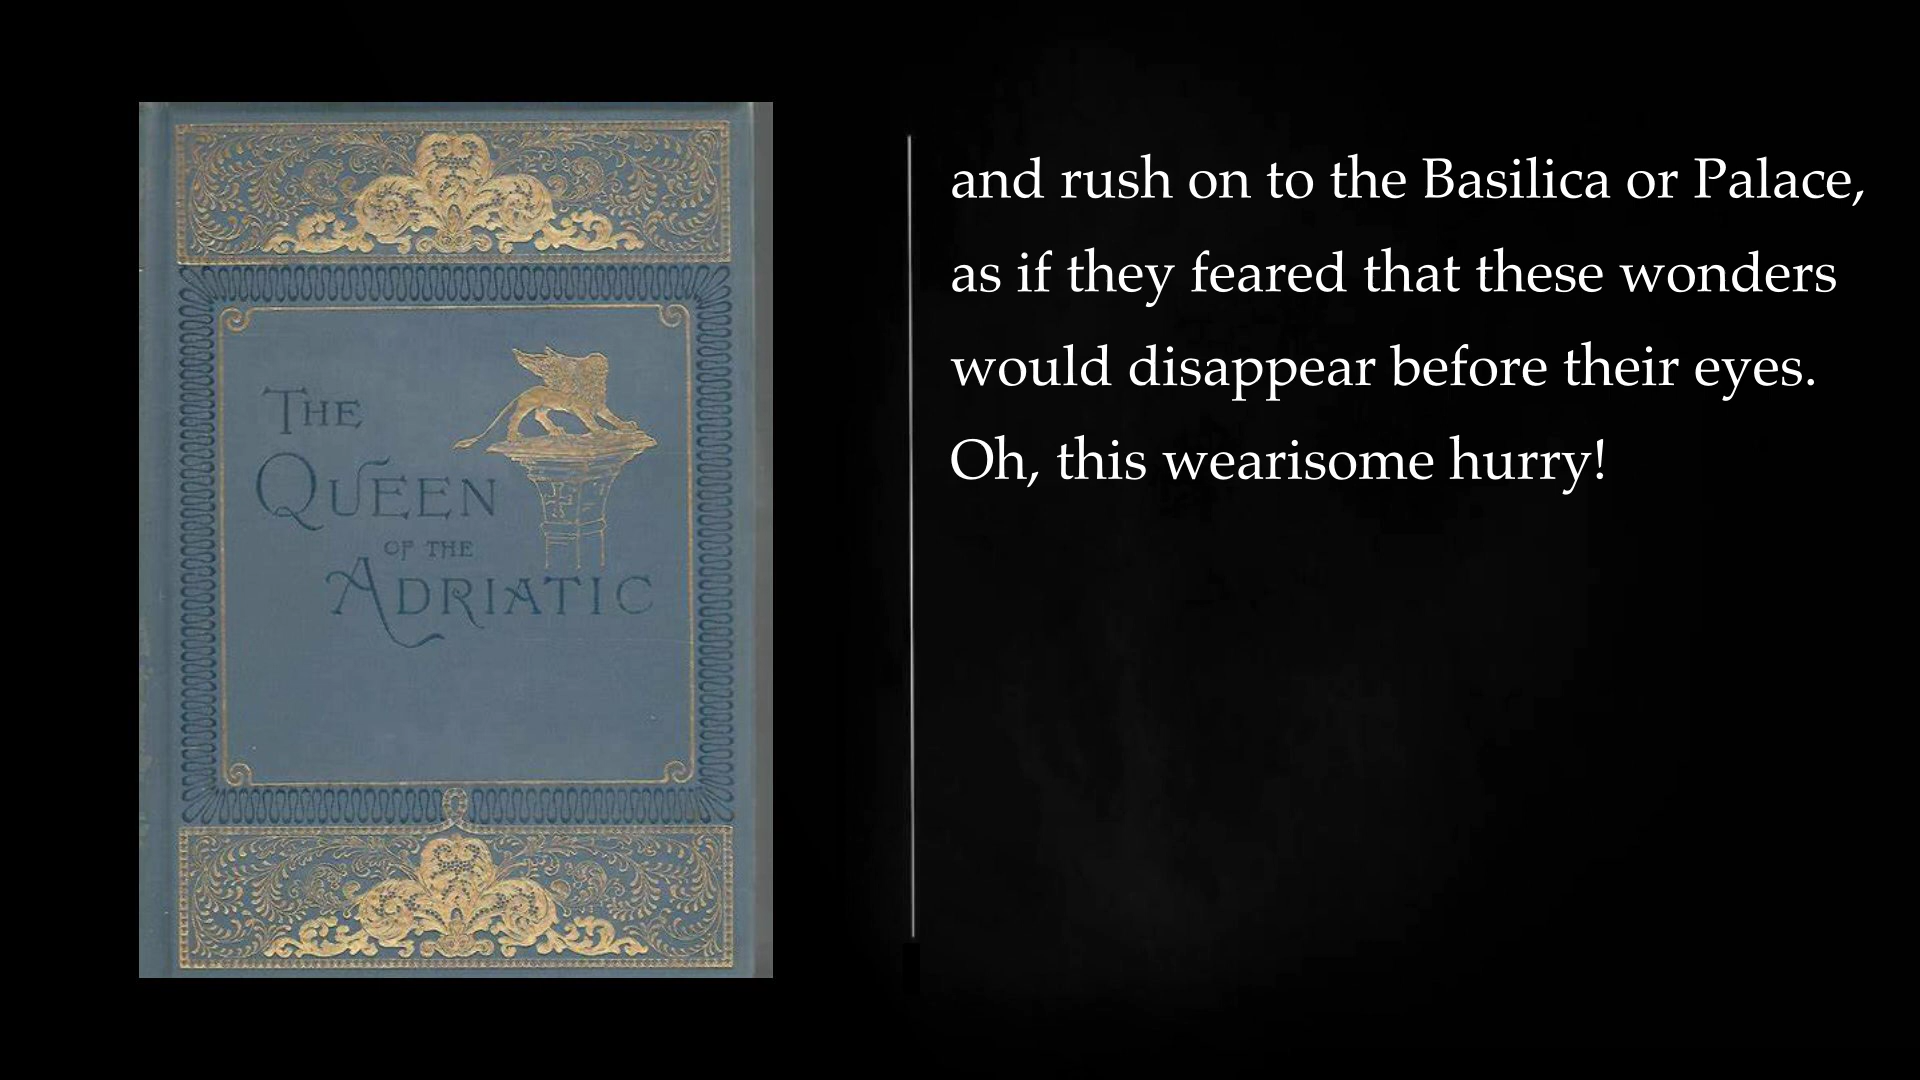 The
Queen
of the
Adriatic
and rush on to the Basilica or Palace,
as if they feared that these wonders
would disappear before their eyes.
Oh, this wearisome hurry!